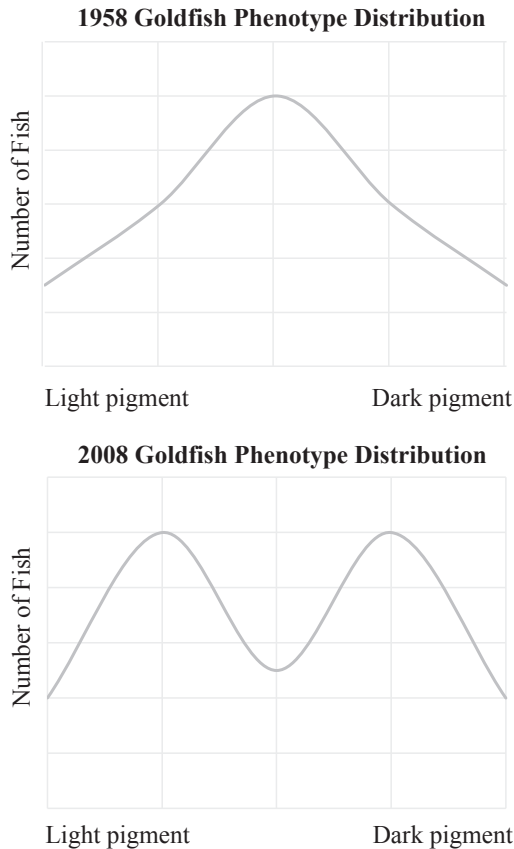 1958 Goldfish Phenotype Distribution
Number of Fish
Light pigment
Dark pigment
2008 Goldfish Phenotype Distribution
Number of Fish
Light pigment
Dark pigment